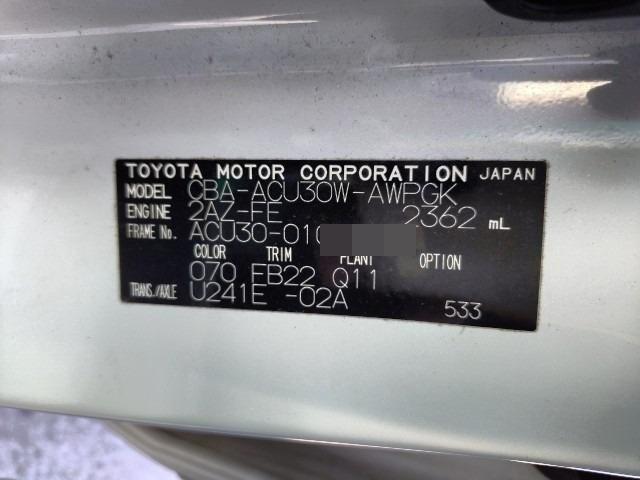 TOYOTA MOTOR CORPORATION JAPAN
MODEL CBA-ACU30W-AWPGK
ENGINE 2AZ-FE 2362 mL
FRAME No. ACU30-010
COLOR TRIM PLANT OPTION
070 FB22 Q11
TRANS./AXLE U241E -02A 533